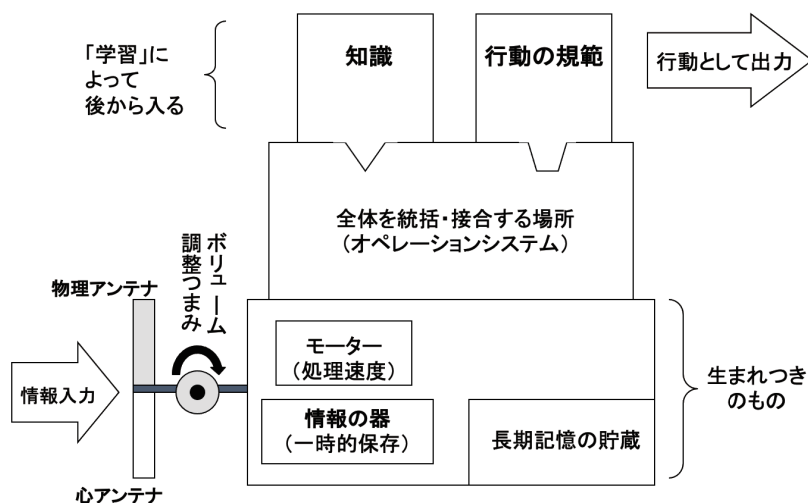 「学習」に
よって
後から入る
知識
行動の規範
行動として出力
全体を統括・接合する場所
（オペレーションシステム）
ボリューム
調整つまみ
物理アンテナ
情報入力
心アンテナ
モーター
（処理速度）
情報の器
（一時的保存）
長期記憶の貯蔵
生まれつき
のもの